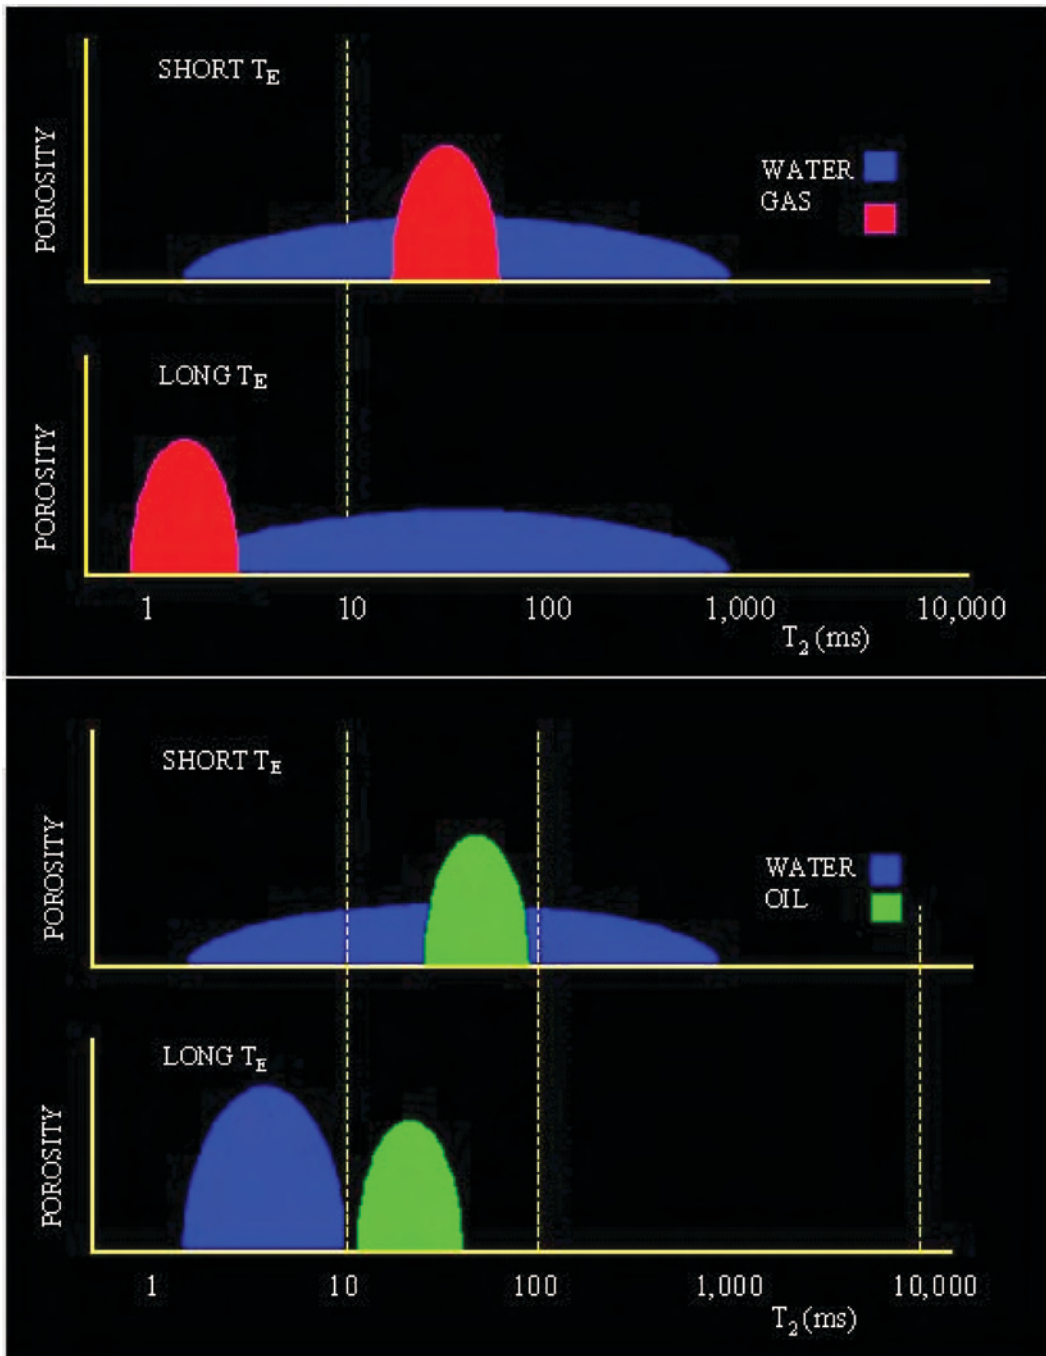 SHORT TE
POROSITY
WATER
GAS
LONG TE
POROSITY
1 10 100 1,000 10,000
T2 (ms)
SHORT TE
POROSITY
WATER
OIL
LONG TE
POROSITY
1 10 100 1,000 10,000
T2 (ms)